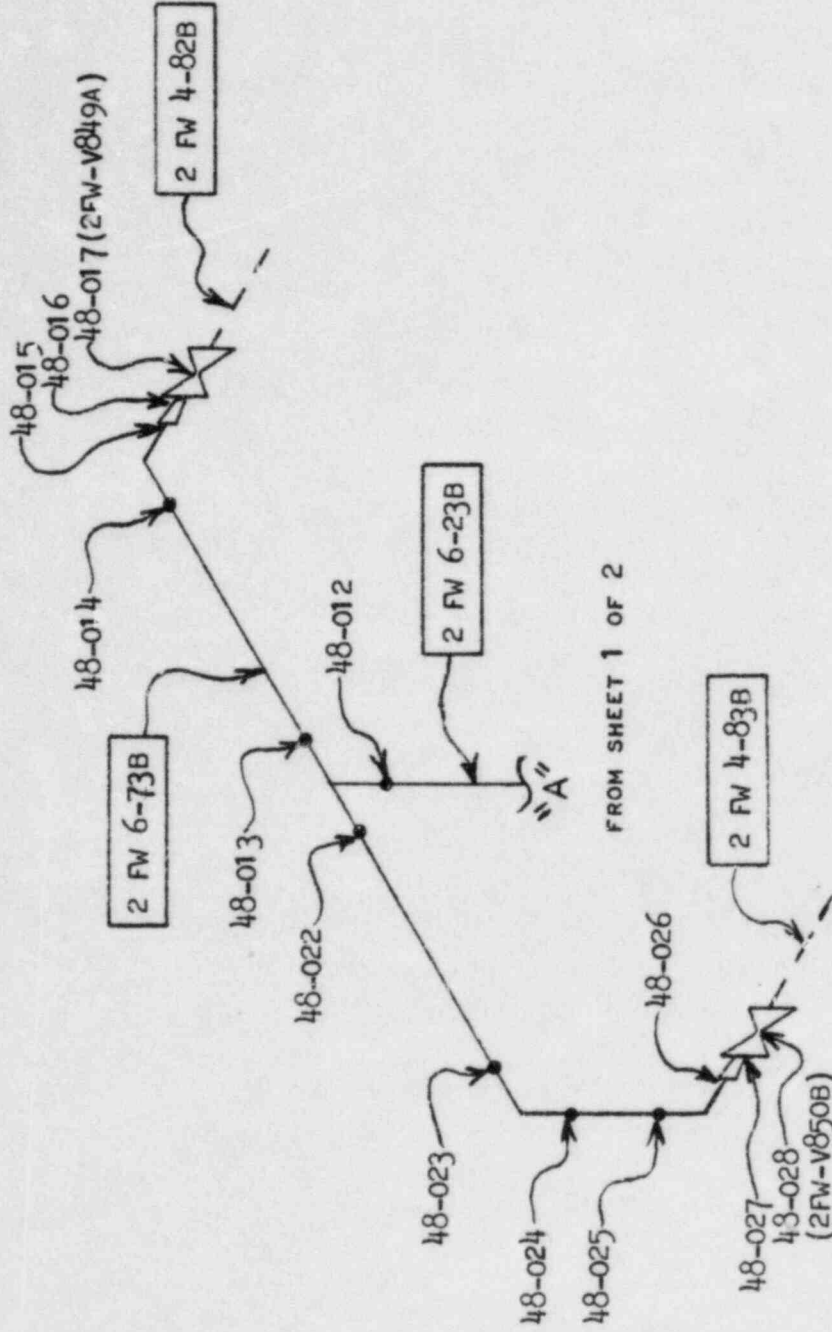 48-015
48-016
48-017(2FW-V849A)
2 FW 4-82B
48-014
2 FW 6-73B
48-013
48-012
2 FW 6-23B
"A"
FROM SHEET 1 OF 2
48-022
48-023
48-024
48-025
48-026
2 FW 4-83B
48-027
48-028
(2FW-V850B)